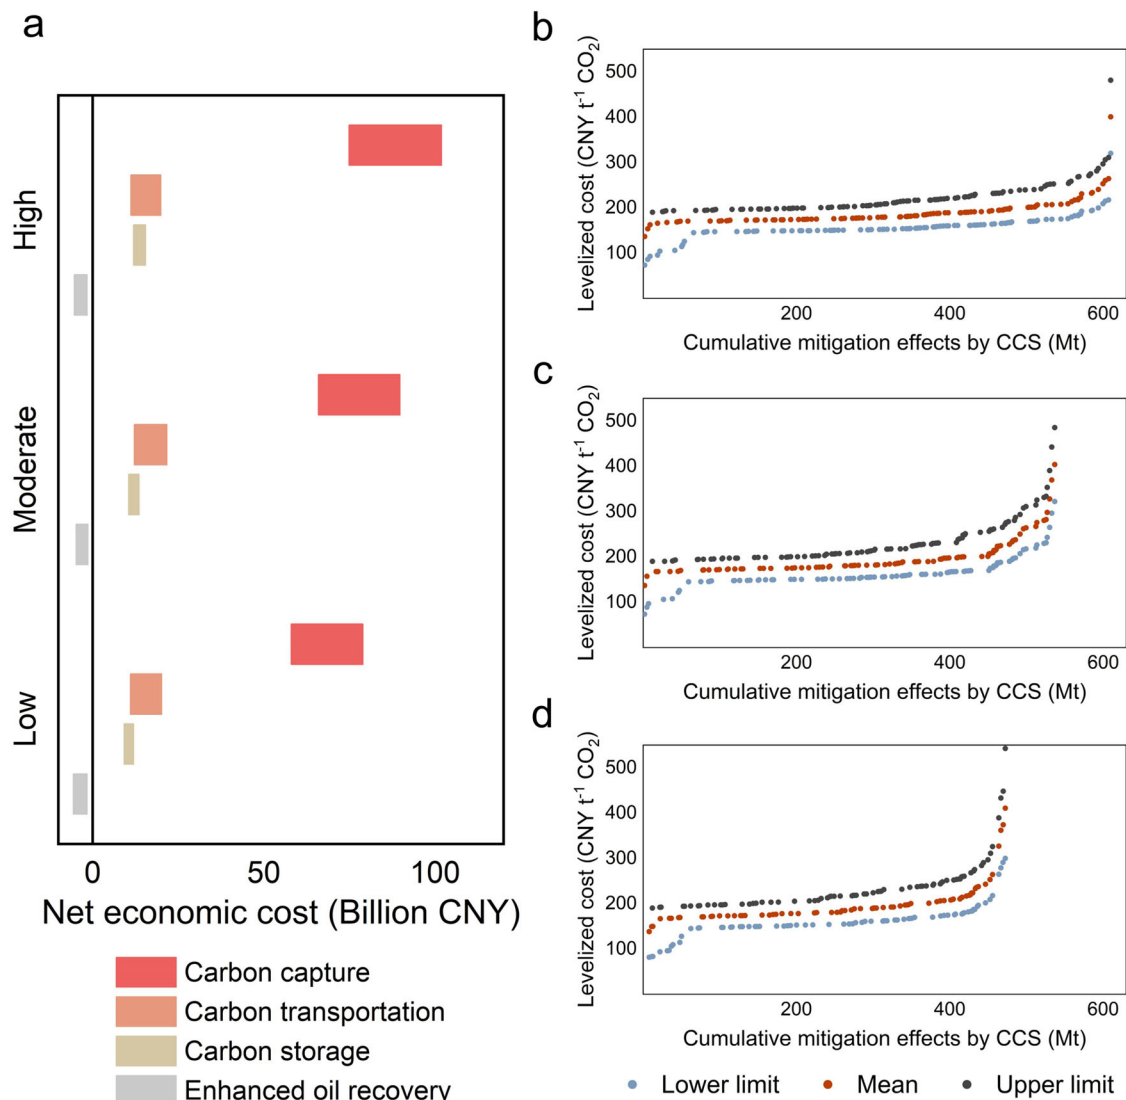 a
High
Moderate
Low
0 50 100
Net economic cost (Billion CNY)
Carbon capture
Carbon transportation
Carbon storage
Enhanced oil recovery
b
Levelized cost (CNY t⁻¹ CO₂)
500
400
300
200
100
200 400 600
Cumulative mitigation effects by CCS (Mt)
c
Levelized cost (CNY t⁻¹ CO₂)
500
400
300
200
100
200 400 600
Cumulative mitigation effects by CCS (Mt)
d
Levelized cost (CNY t⁻¹ CO₂)
500
400
300
200
100
200 400 600
Cumulative mitigation effects by CCS (Mt)
Lower limit Mean Upper limit